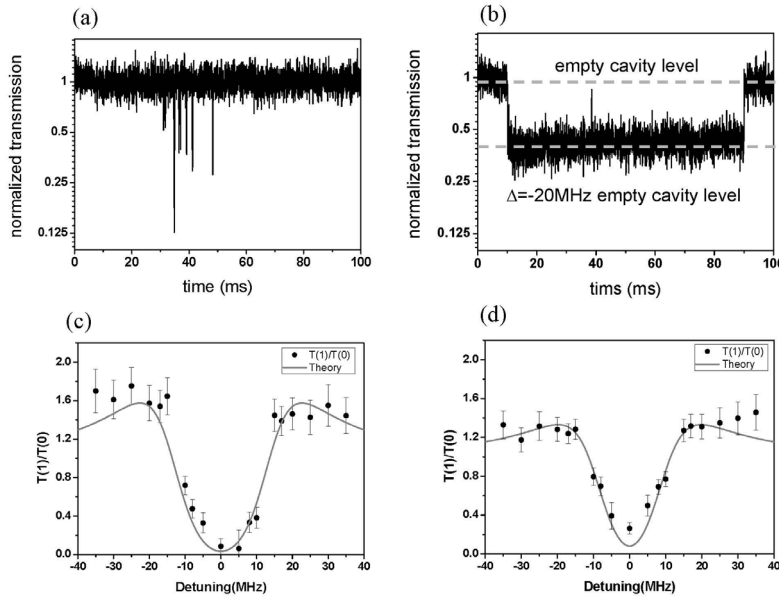 (a)
normalized transmission
1
0.5
0.25
0.125
0 20 40 60 80 100
time (ms)
(b)
normalized transmission
1
0.5
0.25
0.125
empty cavity level
Δ=-20MHz empty cavity level
0 20 40 60 80 100
tims (ms)
(c)
T(1)/T(0)
2.0
1.6
1.2
0.8
0.4
0.0
T(1)/T(0)
Theory
-40 -30 -20 -10 0 10 20 30 40
Detuning(MHz)
(d)
T(1)/T(0)
2.0
1.6
1.2
0.8
0.4
0.0
T(1)/T(0)
Theory
-40 -30 -20 -10 0 10 20 30 40
Detuning(MHz)